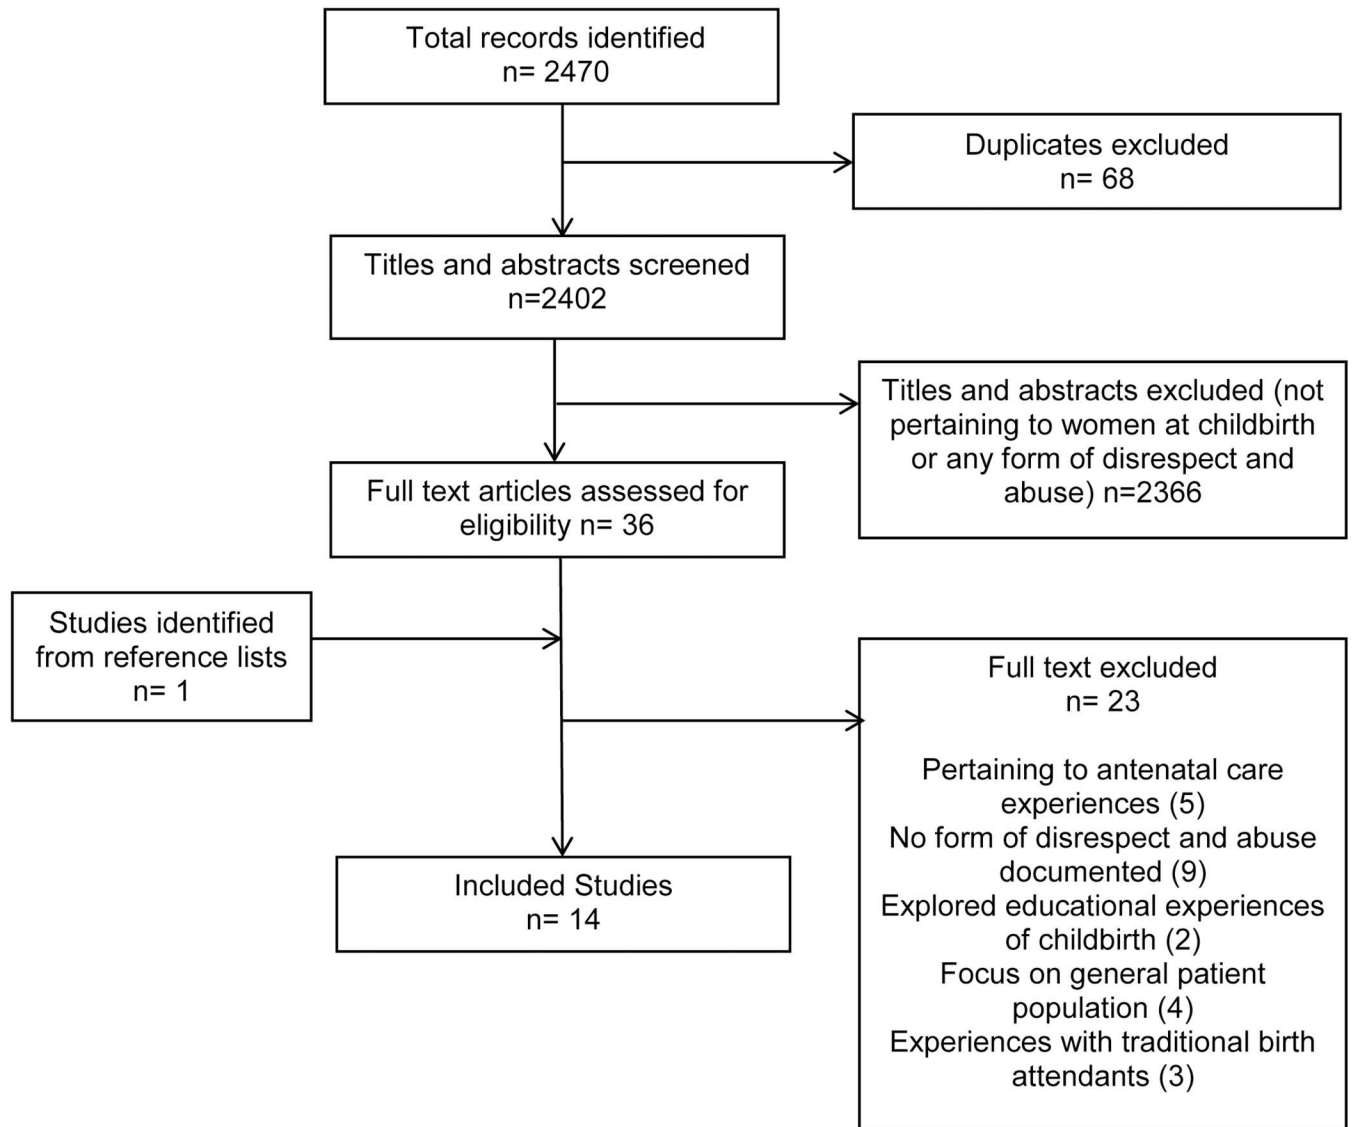 Total records identified
n= 2470
Duplicates excluded
n= 68
Titles and abstracts screened
n=2402
Titles and abstracts excluded (not
pertaining to women at childbirth
or any form of disrespect and
abuse) n=2366
Full text articles assessed for
eligibility n= 36
Studies identified
from reference lists
n= 1
Full text excluded
n= 23
Pertaining to antenatal care
experiences (5)
No form of disrespect and abuse
documented (9)
Explored educational experiences
of childbirth (2)
Focus on general patient
population (4)
Experiences with traditional birth
attendants (3)
Included Studies
n= 14